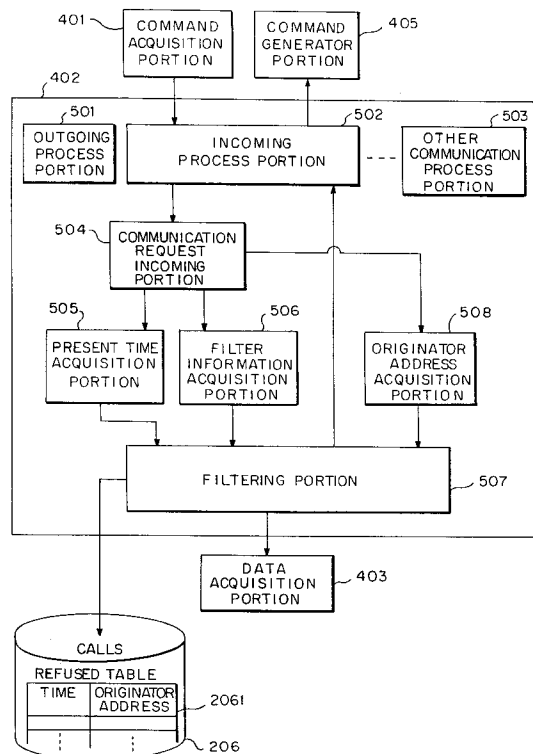 401
COMMAND
ACQUISITION
PORTION
COMMAND
GENERATOR
PORTION
405
402
501
OUTGOING
PROCESS
PORTION
502
INCOMING
PROCESS PORTION
503
OTHER
COMMUNICATION
PROCESS
PORTION
504
COMMUNICATION
REQUEST
INCOMING
PORTION
505
PRESENT TIME
ACQUISITION
PORTION
506
FILTER
INFORMATION
ACQUISITION
PORTION
508
ORIGINATOR
ADDRESS
ACQUISITION
PORTION
FILTERING PORTION
507
DATA
ACQUISITION
PORTION
403
CALLS
REFUSED TABLE
TIME
ORIGINATOR
ADDRESS
2061
206